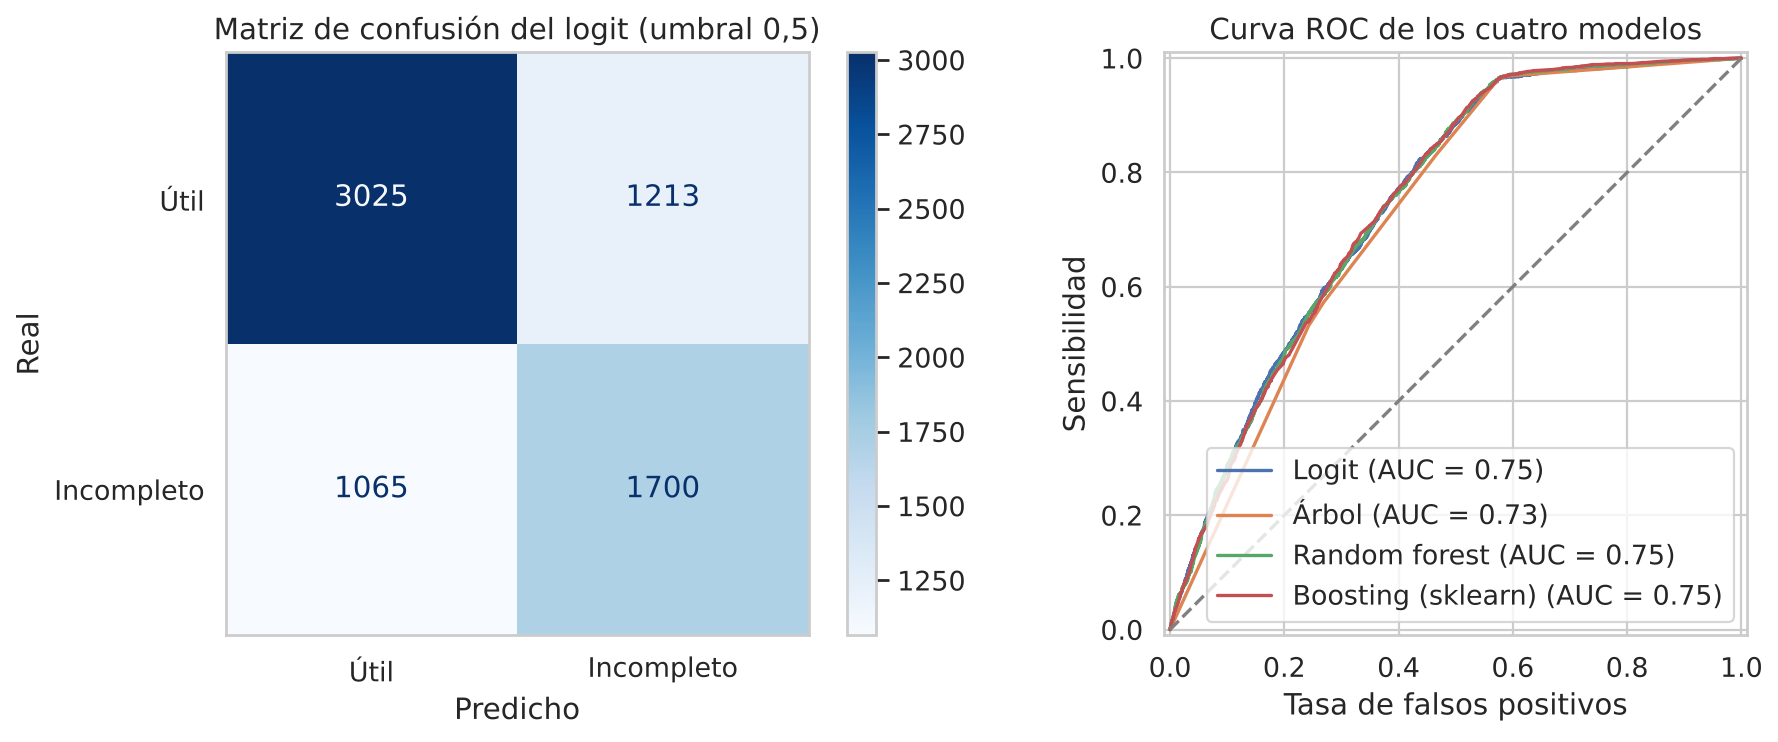 Matriz de confusión del logit (umbral 0,5)
Real
Útil
Incompleto
3025
1213
1065
1700
Útil
Incompleto
Predicho
3000
2750
2500
2250
2000
1750
1500
1250
Curva ROC de los cuatro modelos
Sensibilidad
1.0
0.8
0.6
0.4
0.2
0.0
Logit (AUC = 0.75)
Árbol (AUC = 0.73)
Random forest (AUC = 0.75)
Boosting (sklearn) (AUC = 0.75)
0.0
0.2
0.4
0.6
0.8
1.0
Tasa de falsos positivos